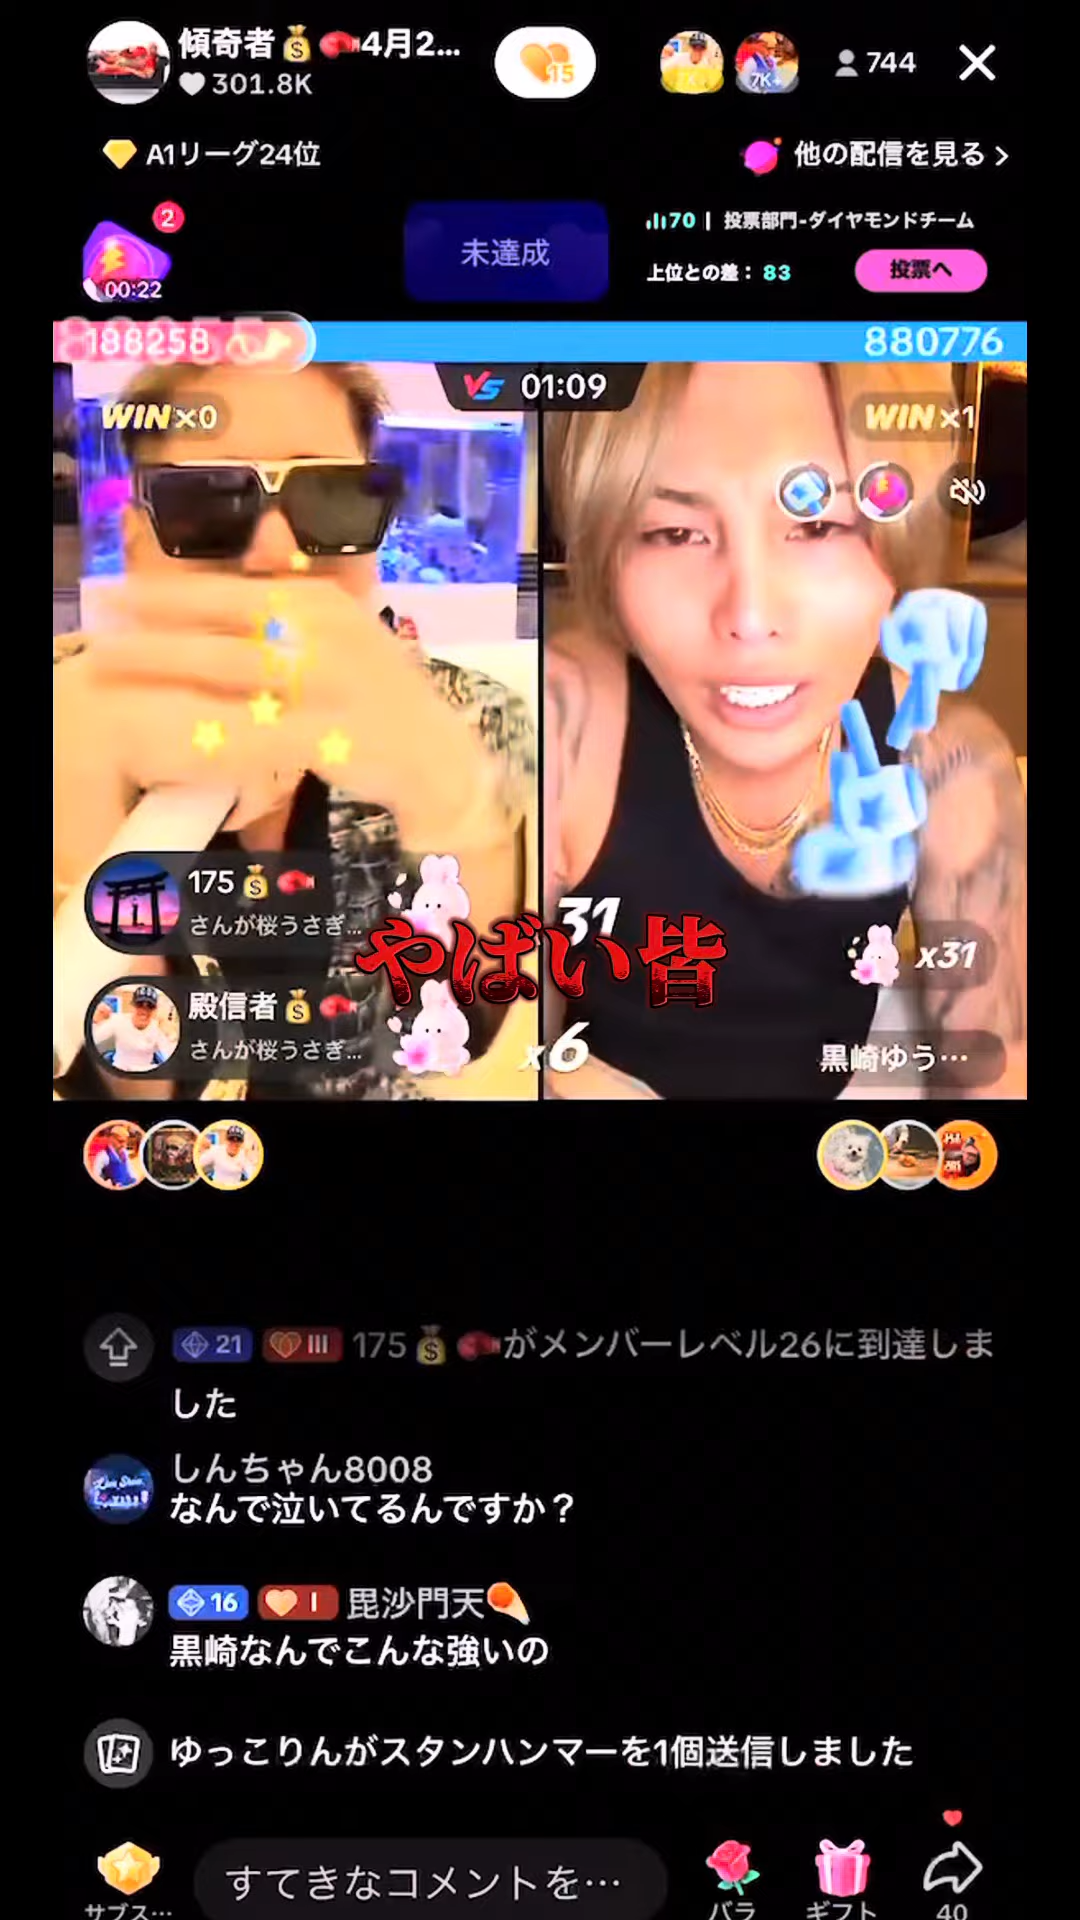 傾奇者💰🥊4月2...
301.8K
15
7K+
744
A1リーグ24位
他の配信を見る
2
00:22
未達成
70 | 投票部門-ダイヤモンドチーム
上位との差： 83
投票へ
188258
880776
VS 01:09
WIN×0
WIN×1
175💰🥊
さんが桜うさぎ...
31
やばい皆
x31
殿信者💰🥊
さんが桜うさぎ...
x6
黒崎ゆう…
21 III 175💰🥊がメンバーレベル26に到達しま
した
しんちゃん8008
なんで泣いてるんですか？
16 I 毘沙門天
黒崎なんでこんな強いの
ゆっこりんがスタンハンマーを1個送信しました
すてきなコメントを…
サブス…
バラ
ギフト
40